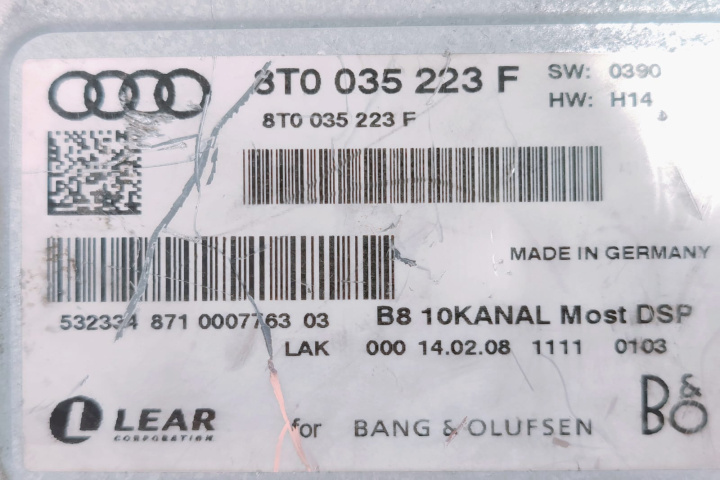 8T0 035 223 F
SW: 0390
HW: H14
8T0 035 223 F
MADE IN GERMANY
532334 871 0007763 03
B8 10KANAL Most DSP
LAK 000 14.02.08 1111 0103
L LEAR
CORPORATION
for BANG & OLUFSEN
B&O